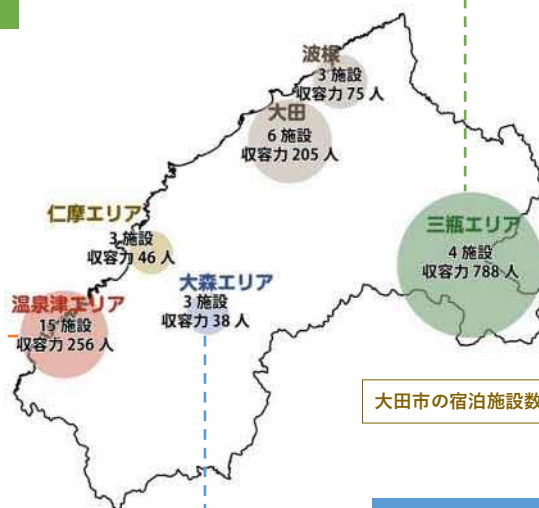 波根
3 施設
収容力 75 人
大田
6 施設
収容力 205 人
仁摩エリア
3 施設
収容力 46 人
三瓶エリア
4 施設
収容力 788 人
大森エリア
3 施設
収容力 38 人
温泉津エリア
15 施設
収容力 256 人
大田市の宿泊施設数